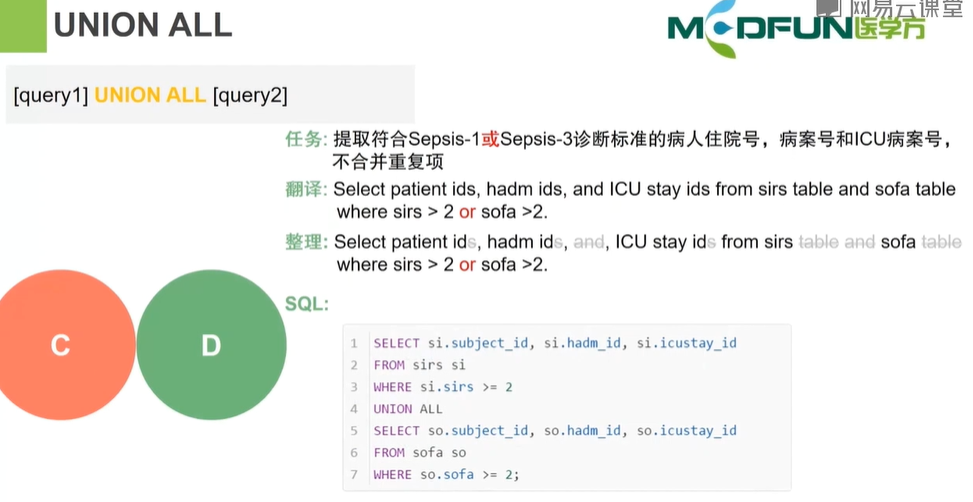 UNION ALL
网易云课堂
MEDFUN医学方
[query1] UNION ALL [query2]
任务: 提取符合Sepsis-1或Sepsis-3诊断标准的病人住院号，病案号和ICU病案号，
不合并重复项
翻译: Select patient ids, hadm ids, and ICU stay ids from sirs table and sofa table
where sirs > 2 or sofa >2.
整理: Select patient ids, hadm ids, and, ICU stay ids from sirs table and sofa table
where sirs > 2 or sofa >2.
SQL:
C
D
1 SELECT si.subject_id, si.hadm_id, si.icustay_id
2 FROM sirs si
3 WHERE si.sirs >= 2
4 UNION ALL
5 SELECT so.subject_id, so.hadm_id, so.icustay_id
6 FROM sofa so
7 WHERE so.sofa >= 2;